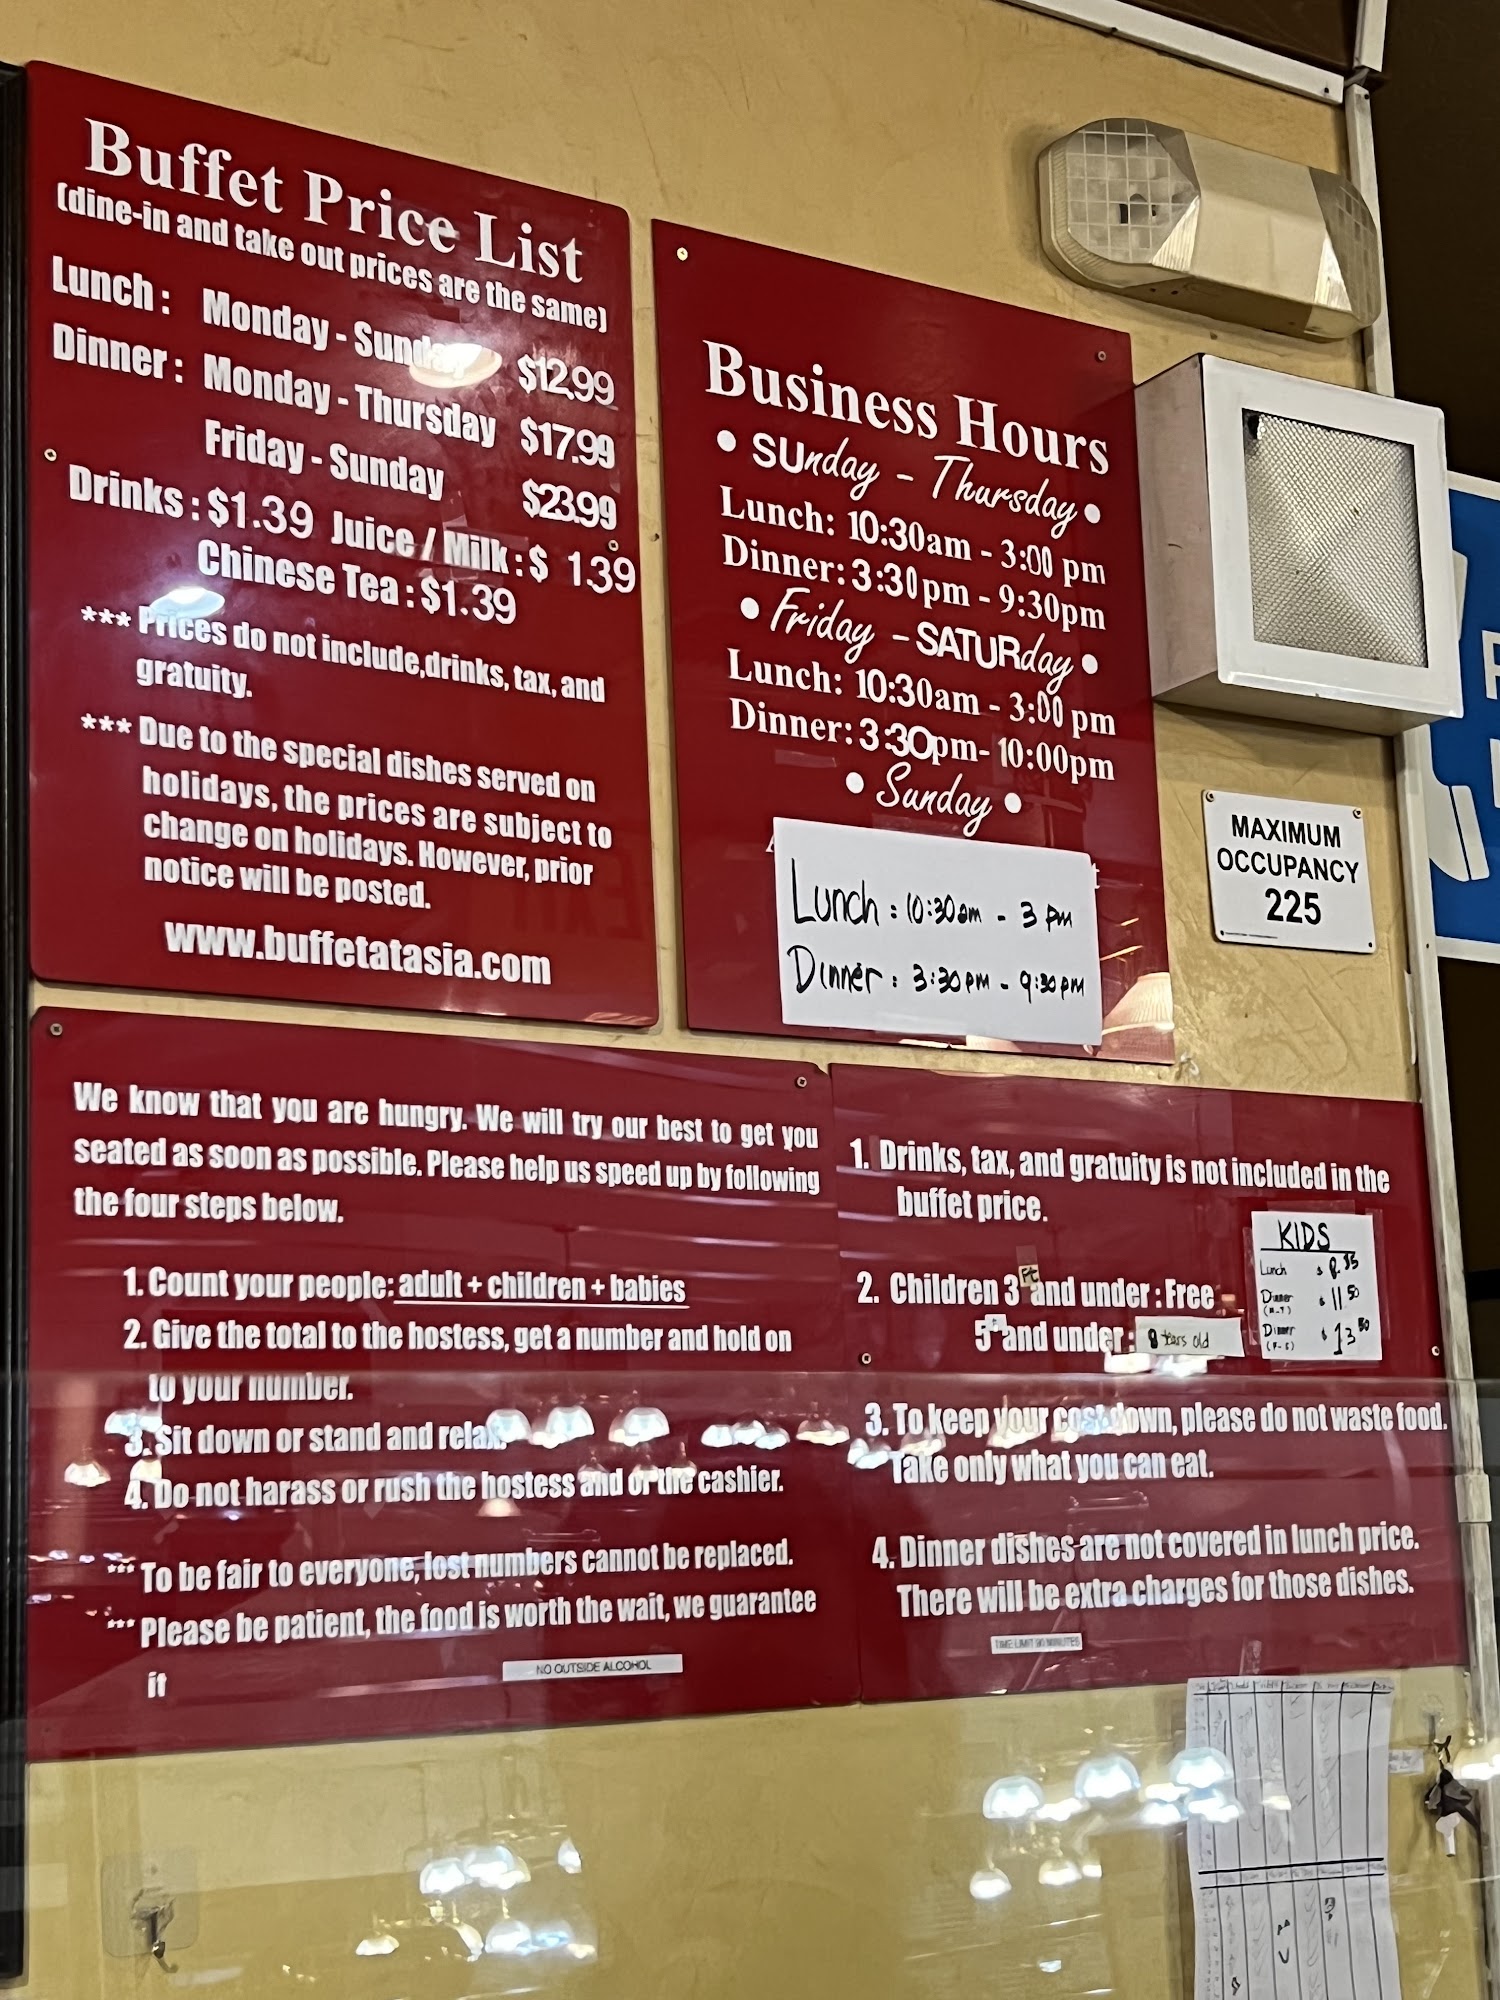 Buffet Price List
(dine-in and take out prices are the same)
Lunch : Monday - Sunday $12.99
Dinner : Monday - Thursday $17.99
Friday - Sunday $23.99
Drinks : $1.39 Juice / Milk : $ 1.39
Chinese Tea : $1.39
*** Prices do not include,drinks, tax, and
gratuity.
*** Due to the special dishes served on
holidays, the prices are subject to
change on holidays. However, prior
notice will be posted.
www.buffetatasia.com
Business Hours
• SUnday - Thursday •
Lunch: 10:30am - 3:00 pm
Dinner: 3:30pm - 9:30pm
• Friday - SATURday •
Lunch: 10:30am - 3:00 pm
Dinner: 3:30pm- 10:00pm
• Sunday •
Lunch : 10:30am - 3 pm
Dinner : 3:30pm - 9:30pm
MAXIMUM
OCCUPANCY
225
We know that you are hungry. We will try our best to get you
seated as soon as possible. Please help us speed up by following
the four steps below.
1. Count your people: adult + children + babies
2. Give the total to the hostess, get a number and hold on
to your number.
3. Sit down or stand and relax.
4. Do not harass or rush the hostess and or the cashier.
*** To be fair to everyone, lost numbers cannot be replaced.
*** Please be patient, the food is worth the wait, we guarantee
it
NO OUTSIDE ALCOHOL
1. Drinks, tax, and gratuity is not included in the
buffet price.
2. Children 3 Ft and under : Free
5 Ft and under : 8 years old
KIDS
Lunch
Dinner (M-T) $ 11.50
Dinner (F-S) $ 13.50
3. To keep your cost down, please do not waste food.
Take only what you can eat.
4. Dinner dishes are not covered in lunch price.
There will be extra charges for those dishes.
TIME LIMIT 90 MINUTES